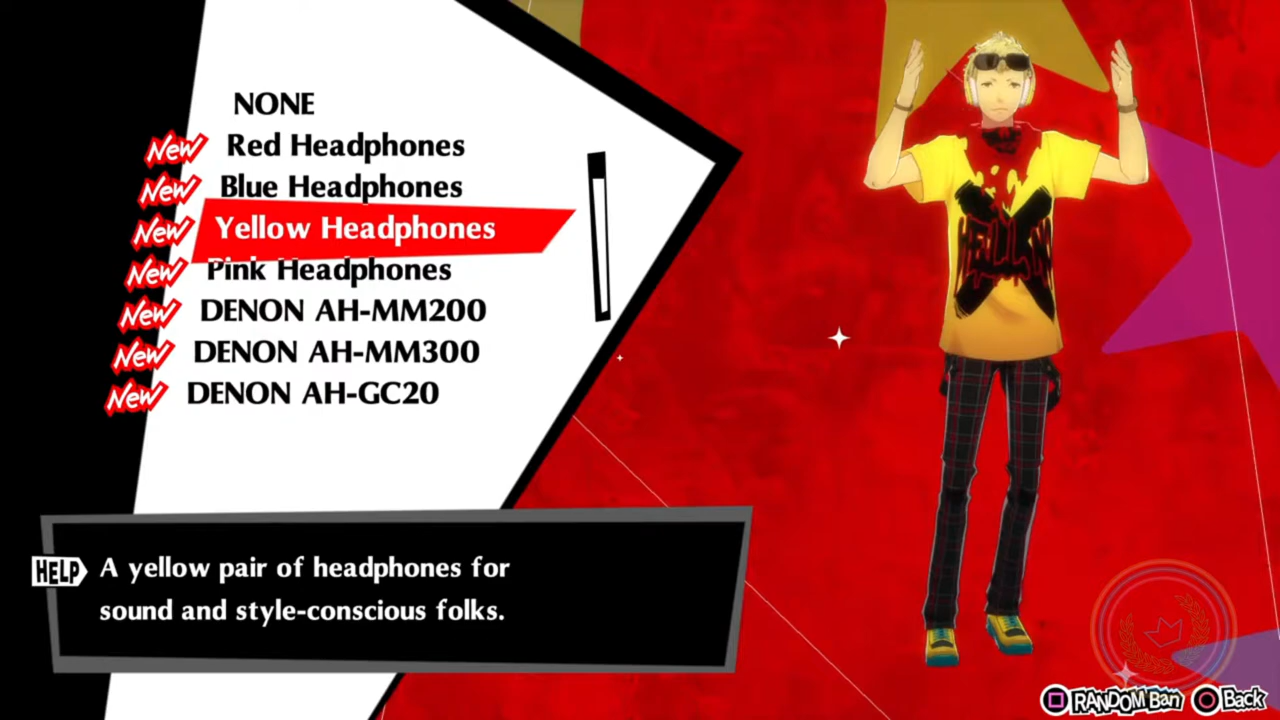 NONE
New Red Headphones
New Blue Headphones
New Yellow Headphones
New Pink Headphones
New DENON AH-MM200
New DENON AH-MM300
New DENON AH-GC20
HELP A yellow pair of headphones for
sound and style-conscious folks.
RANDOM Ban Back